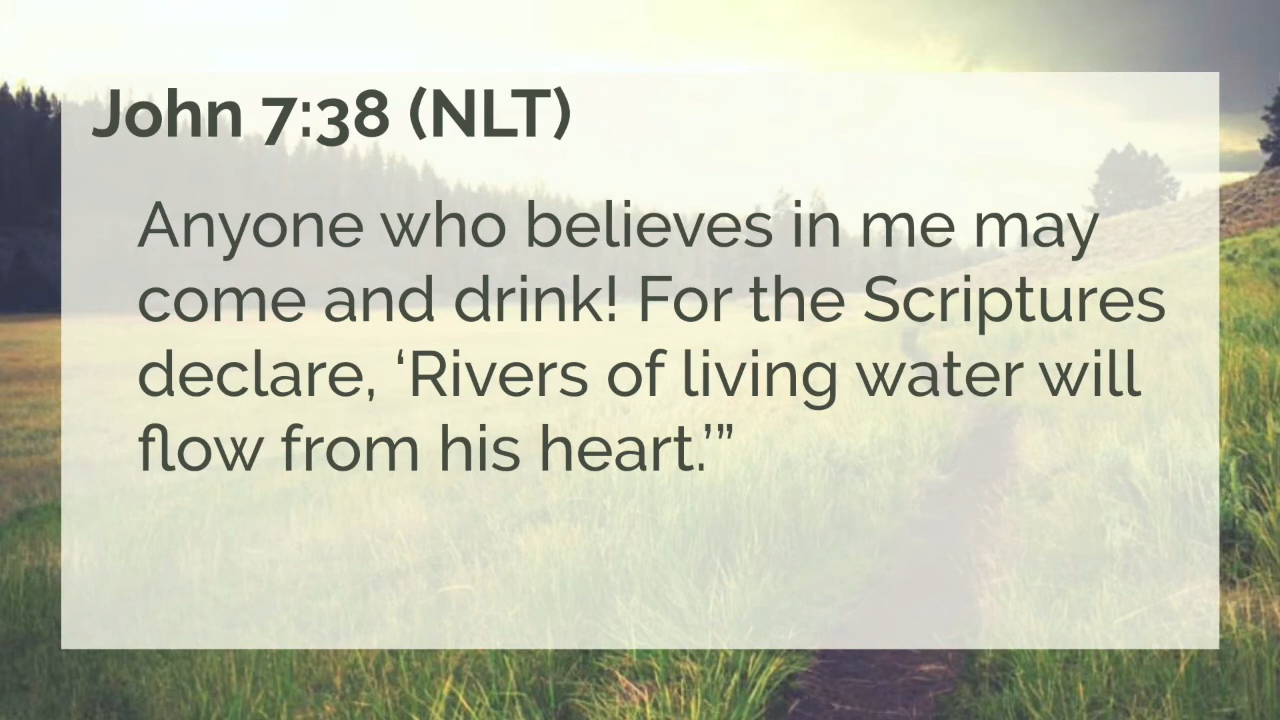 John 7:38 (NLT)
Anyone who believes in me may
come and drink! For the Scriptures
declare, ‘Rivers of living water will
flow from his heart.’”